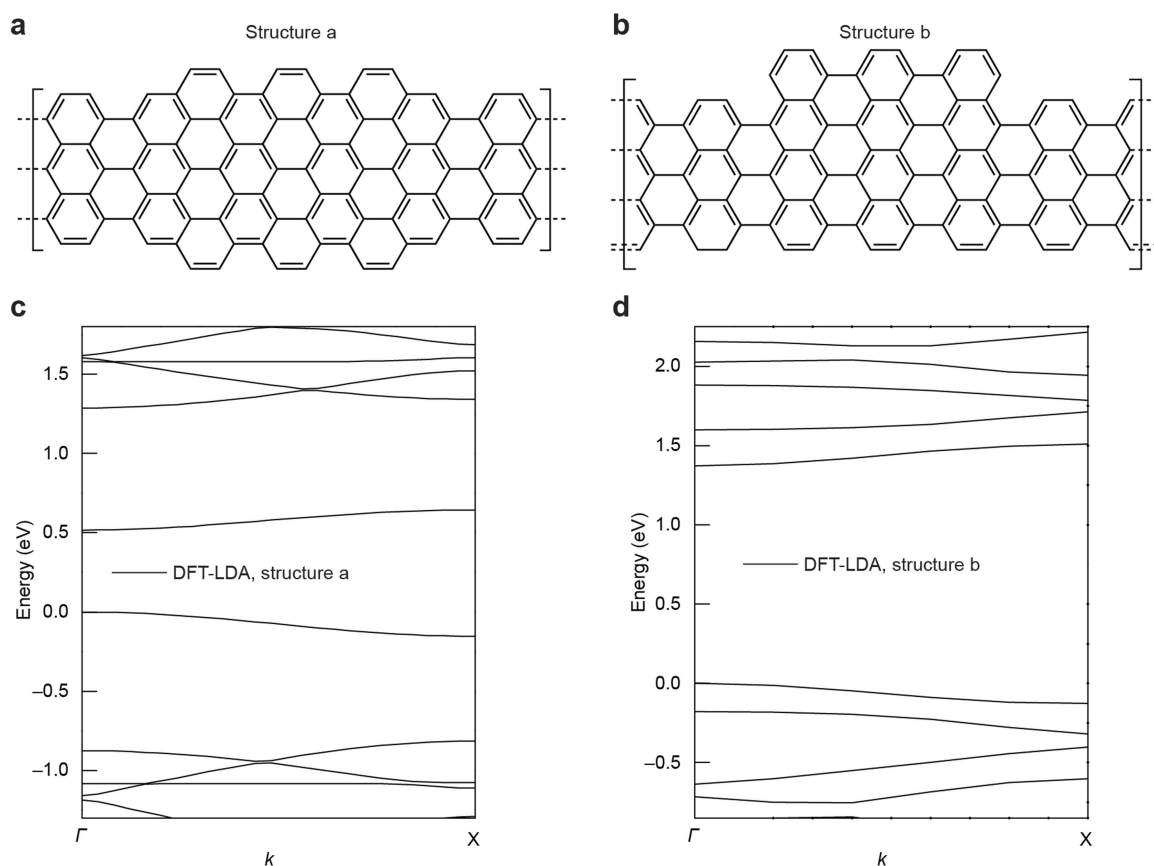 a
Structure a
b
Structure b
c
1.5
1.0
0.5
0.0
–0.5
–1.0
Energy (eV)
DFT-LDA, structure a
Γ
X
k
d
2.0
1.5
1.0
0.5
0.0
–0.5
Energy (eV)
DFT-LDA, structure b
Γ
X
k